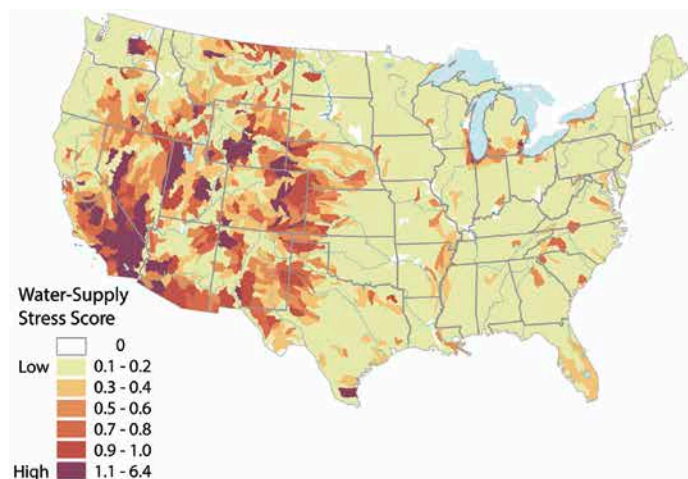 Water-Supply
Stress Score
0
Low 0.1 - 0.2
0.3 - 0.4
0.5 - 0.6
0.7 - 0.8
0.9 - 1.0
High 1.1 - 6.4